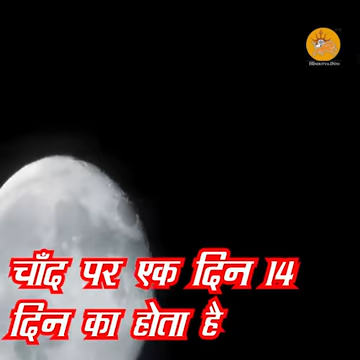 चाँद पर एक दिन 14
दिन का होता है